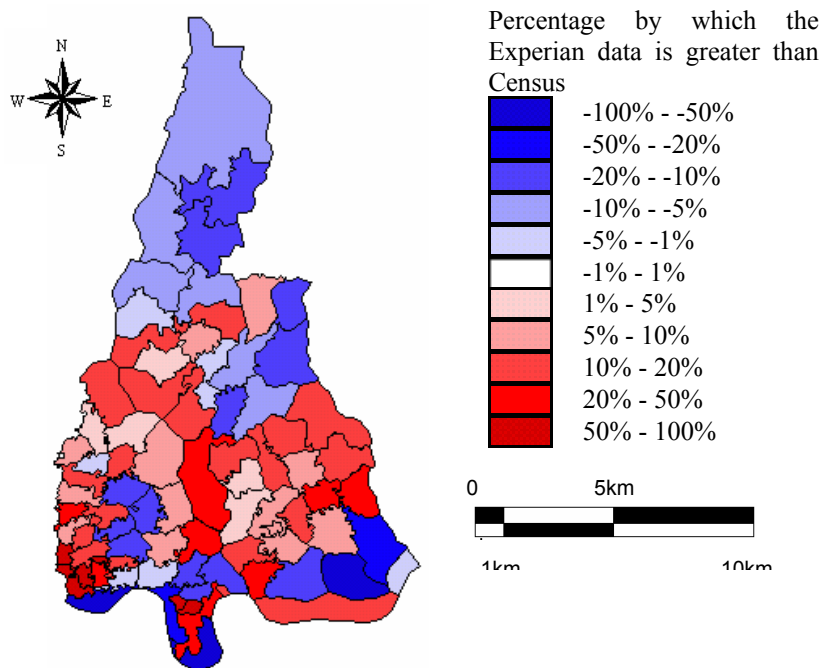 Percentage by which the
Experian data is greater than
Census
N
W E
S
-100% - -50%
-50% - -20%
-20% - -10%
-10% - -5%
-5% - -1%
-1% - 1%
1% - 5%
5% - 10%
10% - 20%
20% - 50%
50% - 100%
0 5km
1km 10km